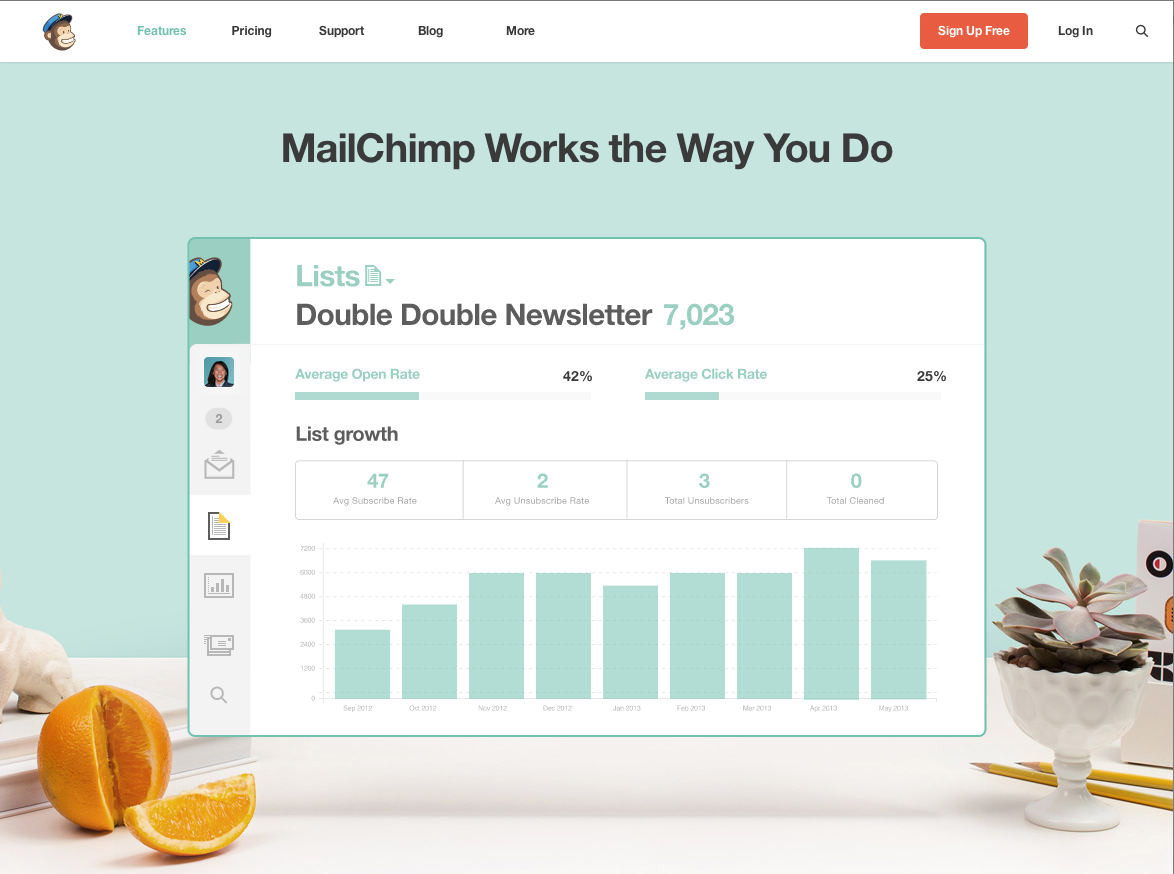 Features Pricing Support Blog More Sign Up Free Log In
MailChimp Works the Way You Do
Lists
Double Double Newsletter 7,023
Average Open Rate 42% Average Click Rate 25%
2
List growth
47 2 3 0
Avg Subscribe Rate Avg Unsubscribe Rate Total Unsubscribers Total Cleaned
7200
6000
4800
3600
2400
1200
0
Sep 2012 Oct 2012 Nov 2012 Dec 2012 Jan 2013 Feb 2013 Mar 2013 Apr 2013 May 2013